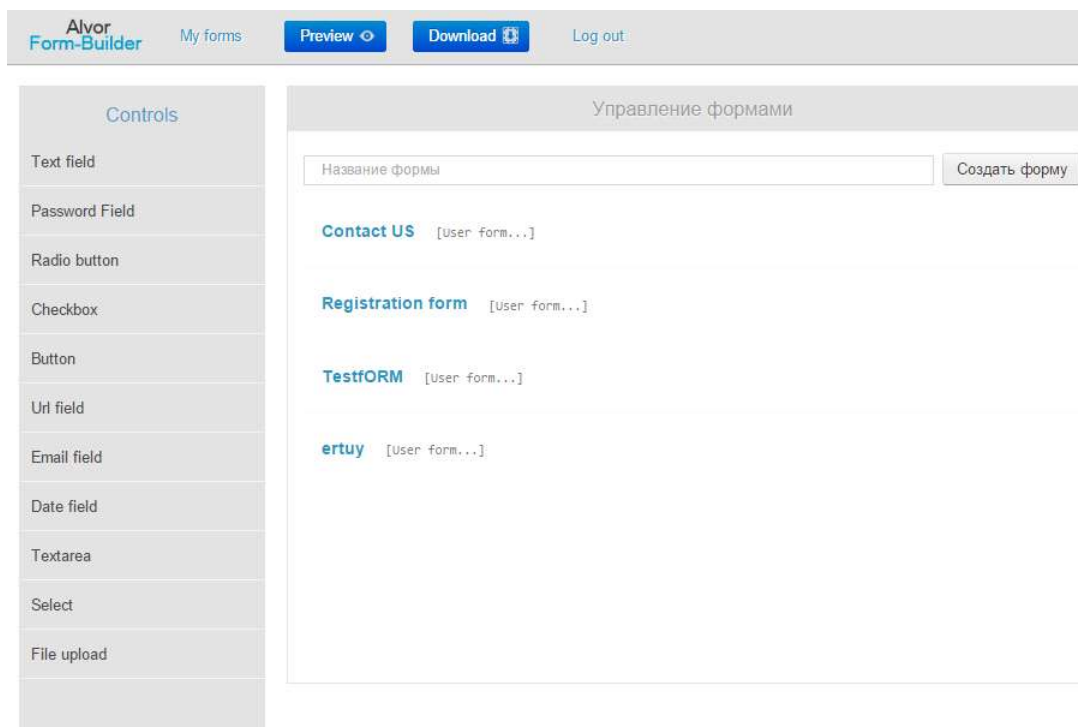 Alvor
Form-Builder
My forms
Preview
Download
Log out
Controls
Text field
Password Field
Radio button
Checkbox
Button
Url field
Email field
Date field
Textarea
Select
File upload
Управление формами
Название формы
Создать форму
Contact US [User form...]
Registration form [User form...]
TestfORM [User form...]
ertuy [User form...]